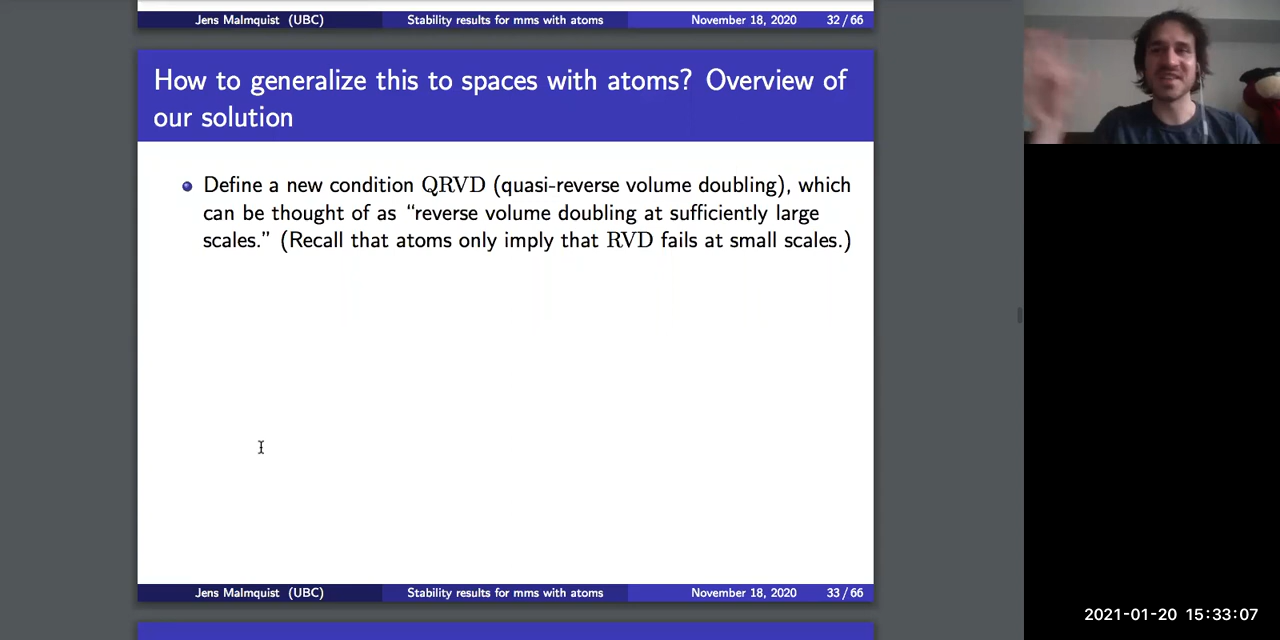 Jens Malmquist (UBC) Stability results for mms with atoms November 18, 2020 32 / 66
How to generalize this to spaces with atoms? Overview of
our solution
Define a new condition QRVD (quasi-reverse volume doubling), which
can be thought of as “reverse volume doubling at sufficiently large
scales.” (Recall that atoms only imply that RVD fails at small scales.)
Jens Malmquist (UBC) Stability results for mms with atoms November 18, 2020 33 / 66
2021-01-20 15:33:07